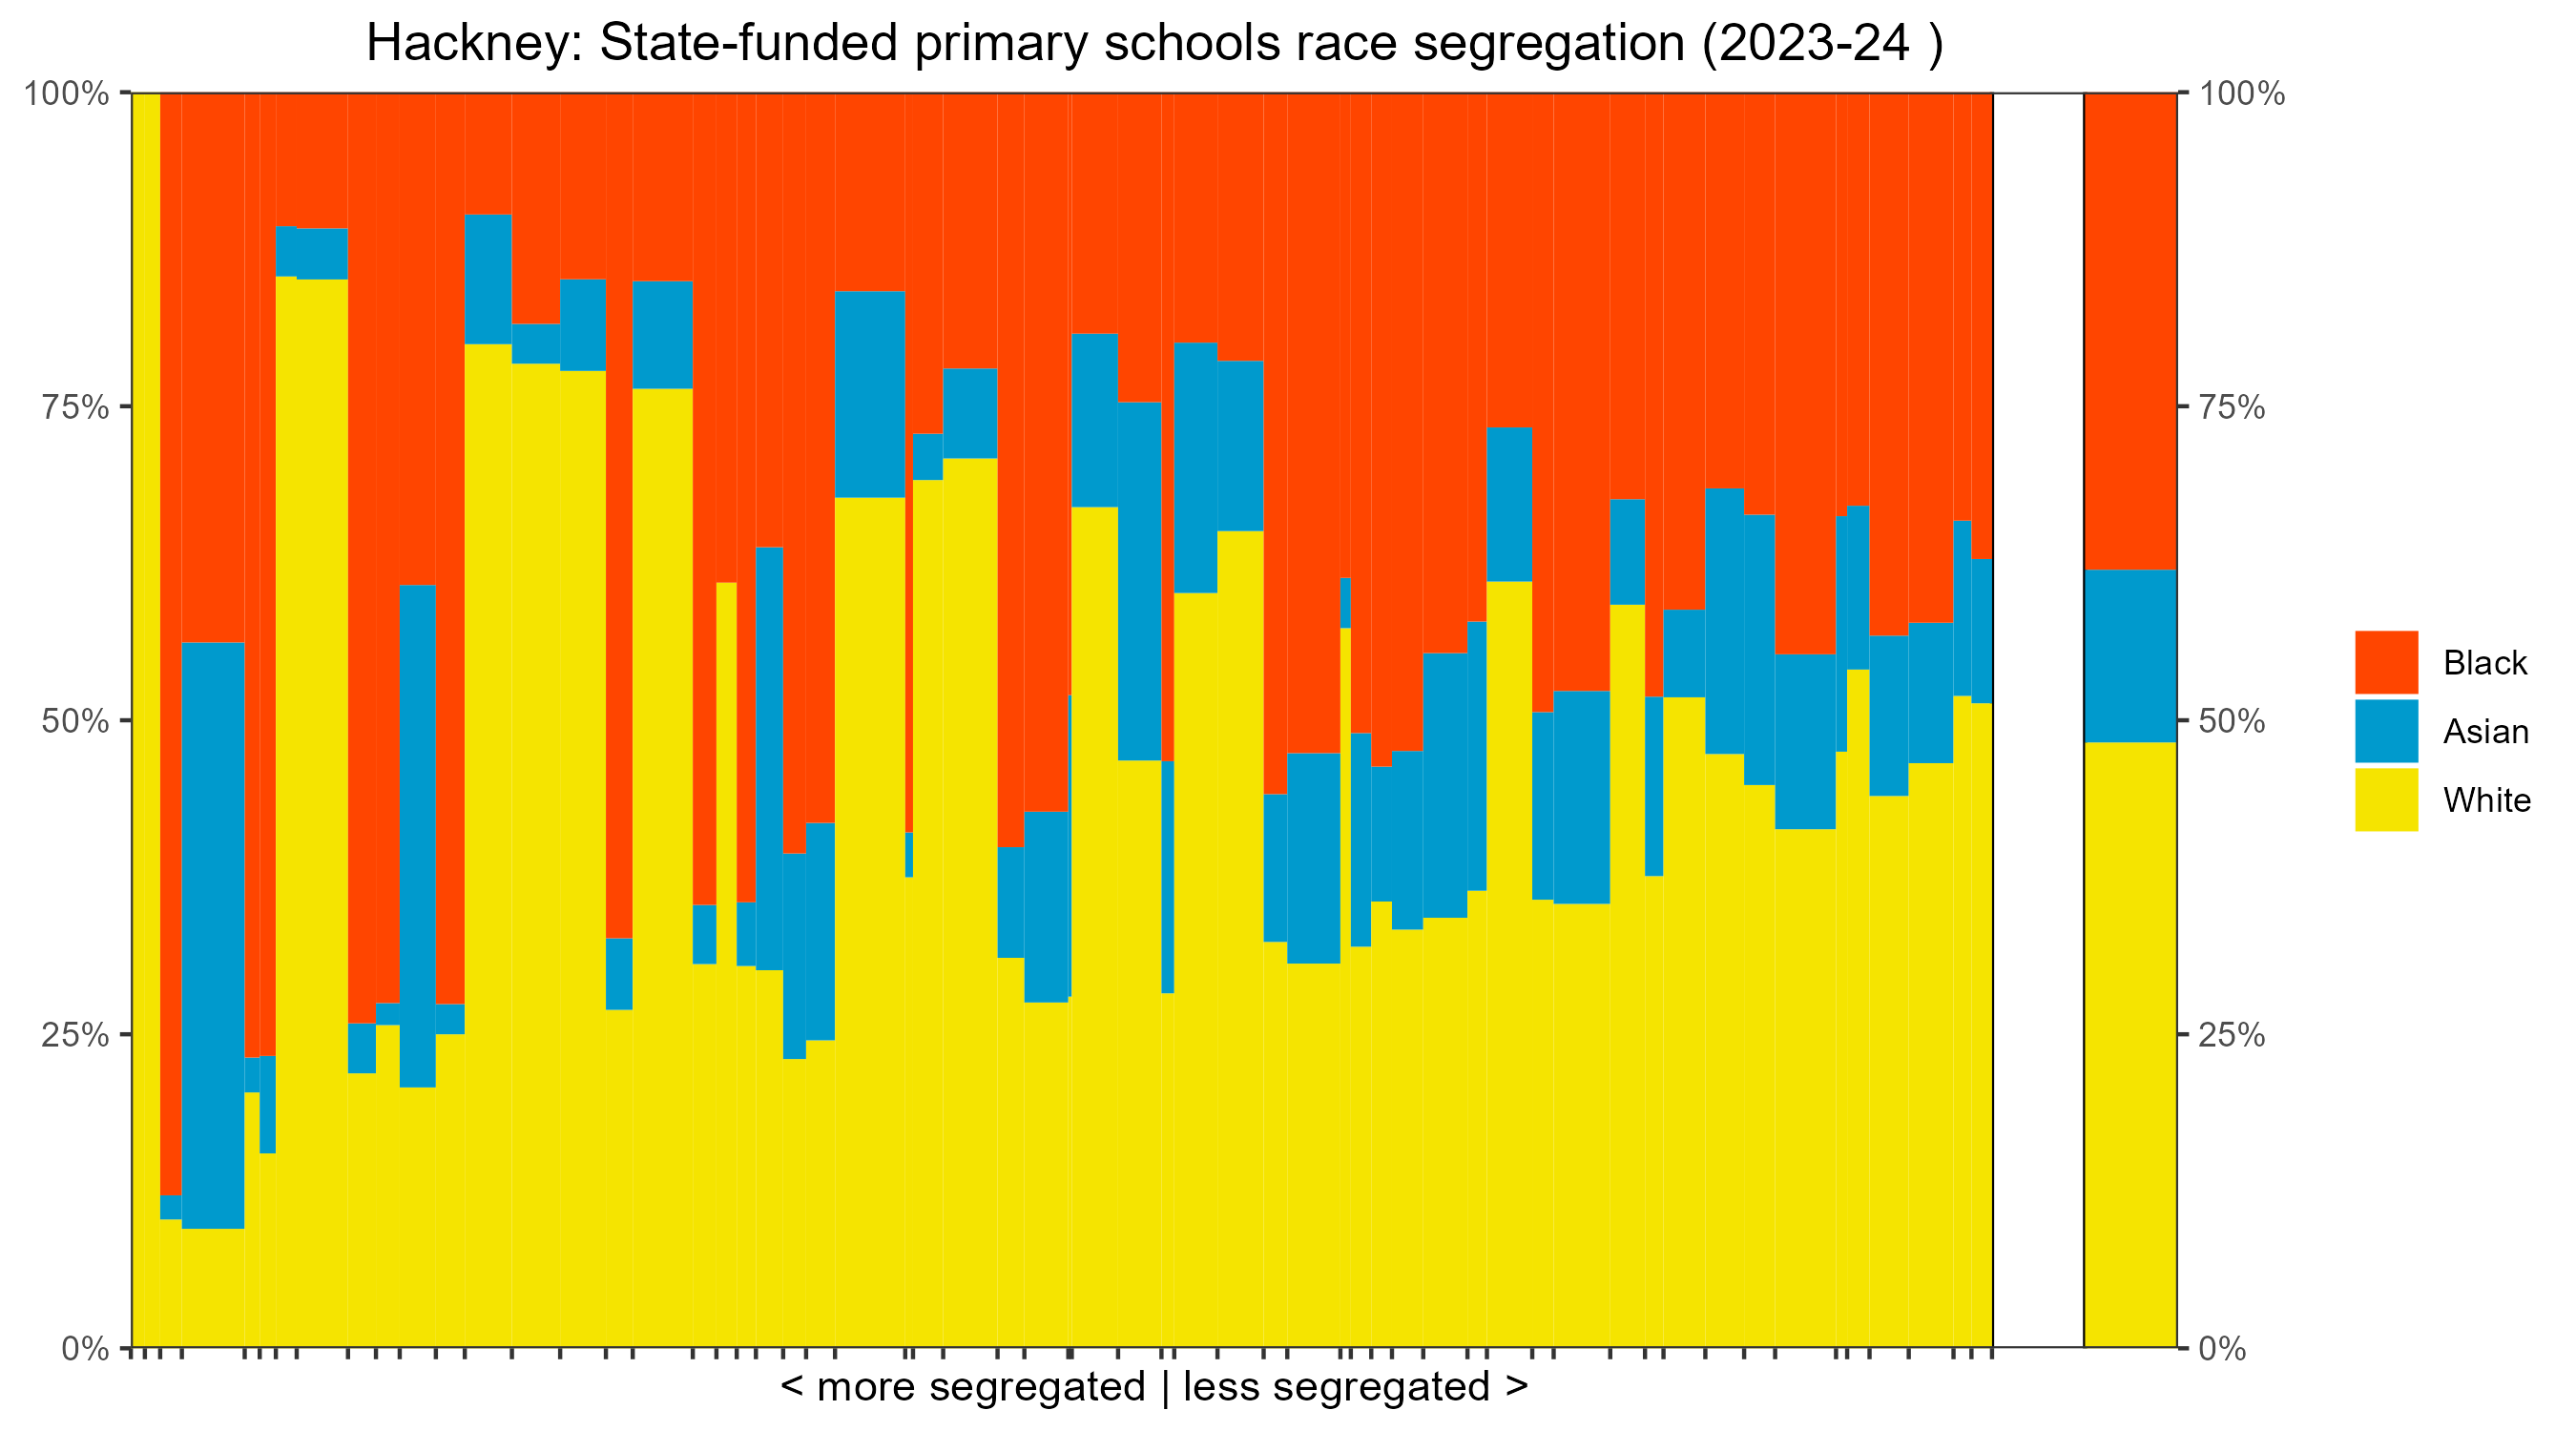 Hackney: State-funded primary schools race segregation (2023-24 )
100%
75%
50%
25%
0%
100%
75%
50%
25%
0%
Black
Asian
White
< more segregated | less segregated >